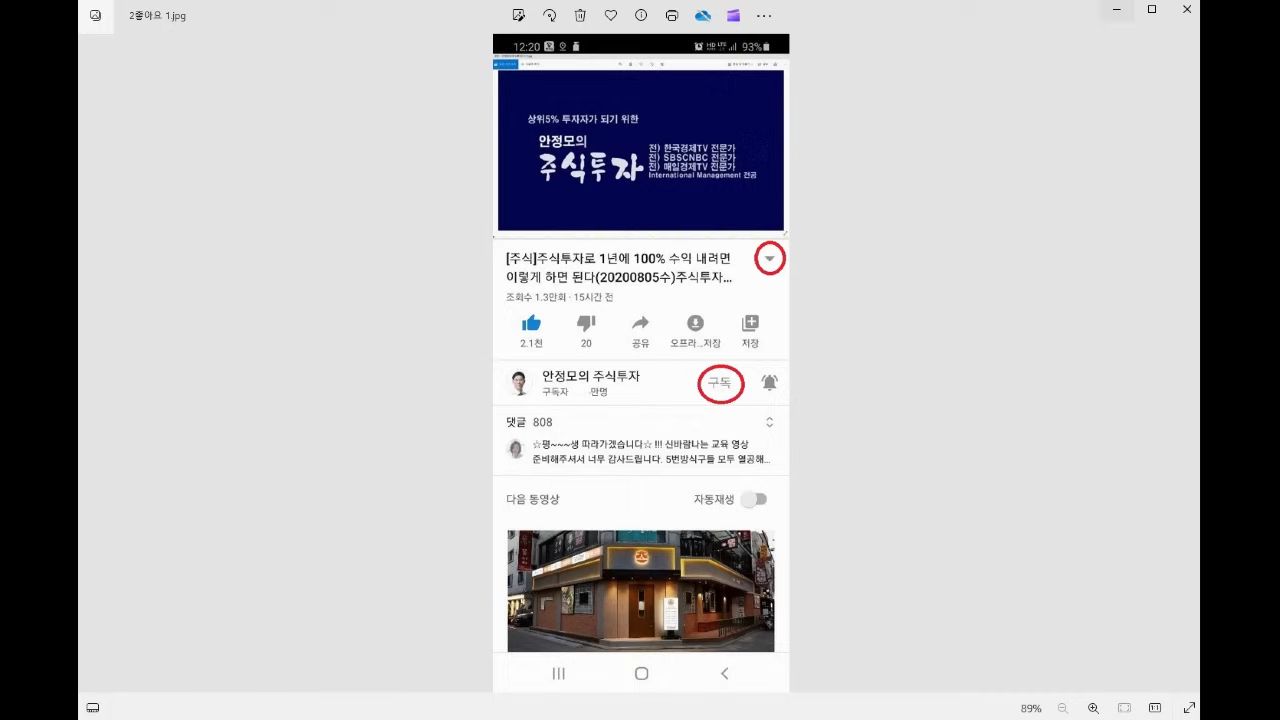 2좋아요 1.jpg
12:20
93%
상위5% 투자자가 되기 위한
안정모의
주식투자
전) 한국경제TV 전문가
전) SBSCNBC 전문가
전) 매일경제TV 전문가
International Management 전공
[주식]주식투자로 1년에 100% 수익 내려면
이렇게 하면 된다(20200805수)주식투자...
조회수 1.3만회 · 15시간 전
2.1천
20
공유
오프라...저장
저장
안정모의 주식투자
구독자 만명
구독
댓글 808
☆평~~~생 따라가겠습니다☆ !!! 신바람나는 교육 영상
준비해주셔서 너무 감사드립니다. 5번방식구들 모두 열공해...
다음 동영상
자동재생
89%